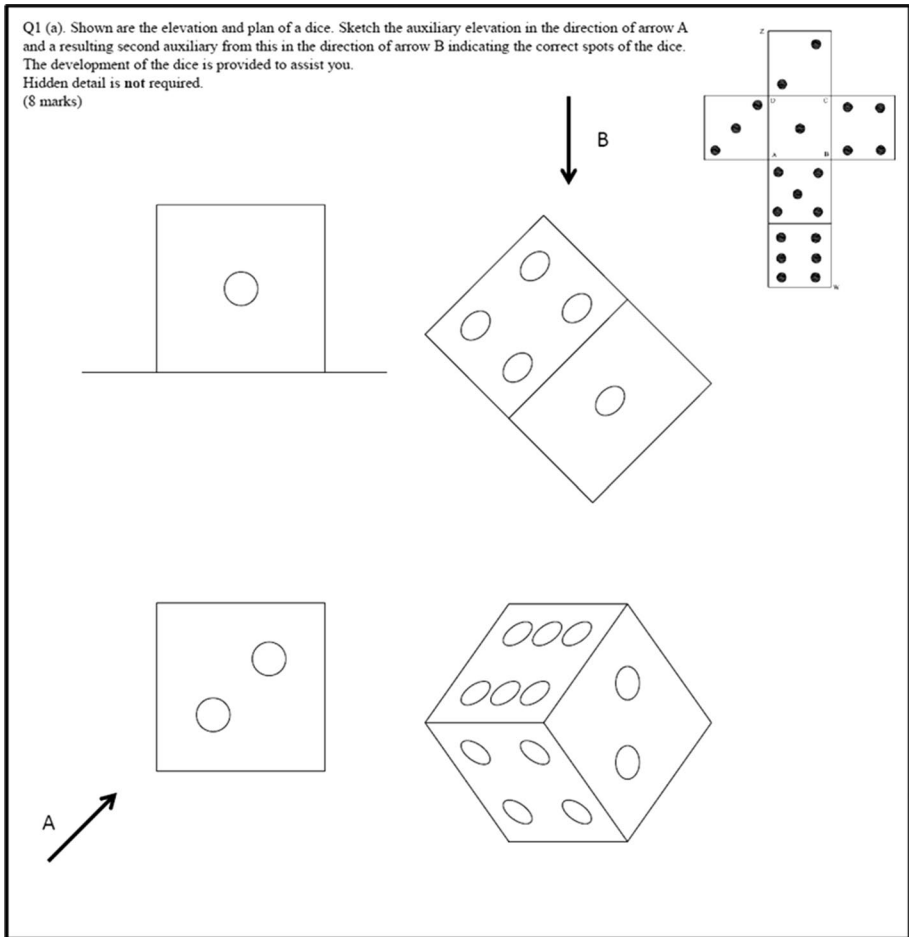 Q1 (a). Shown are the elevation and plan of a dice. Sketch the auxiliary elevation in the direction of arrow A
and a resulting second auxiliary from this in the direction of arrow B indicating the correct spots of the dice.
The development of the dice is provided to assist you.
Hidden detail is not required.
(8 marks)
Z
D C
A B
W
B
A